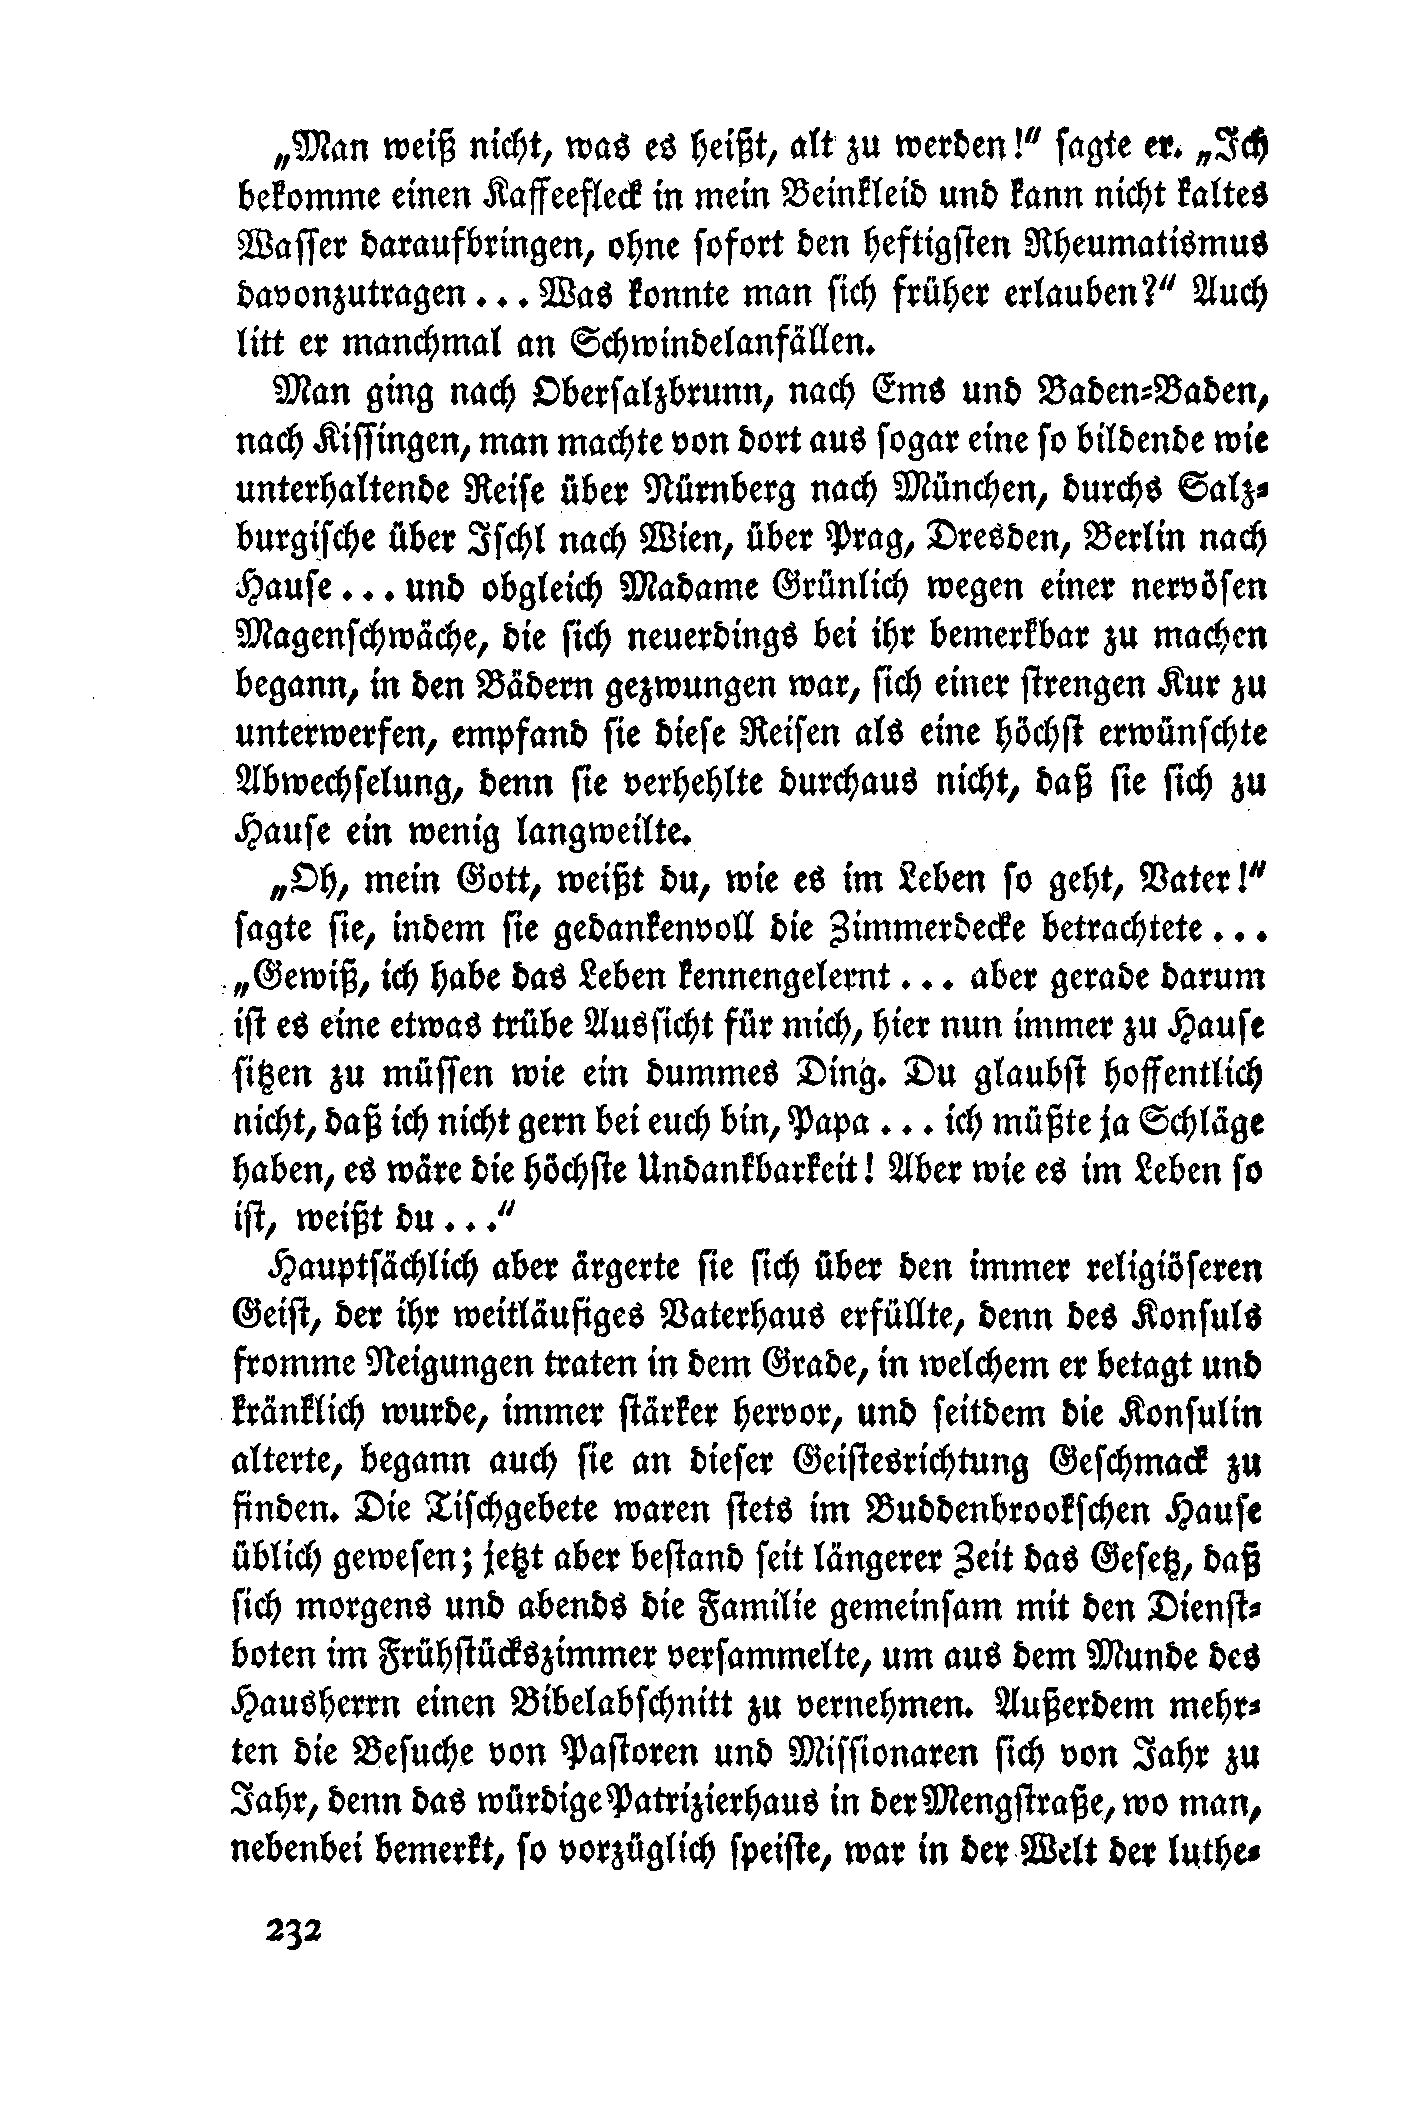 „Man weiß nicht, was es heißt, alt zu werden!“ sagte er. „Ich
bekomme einen Kaffeefleck in mein Beinkleid und kann nicht kaltes
Wasser daraufbringen, ohne sofort den heftigsten Rheumatismus
davonzutragen... Was konnte man sich früher erlauben?“ Auch
litt er manchmal an Schwindelanfällen.
Man ging nach Obersalzbrunn, nach Ems und Baden-Baden,
nach Kissingen, man machte von dort aus sogar eine so bildende wie
unterhaltende Reise über Nürnberg nach München, durchs Salz-
burgische über Ischl nach Wien, über Prag, Dresden, Berlin nach
Hause... und obgleich Madame Grünlich wegen einer nervösen
Magenschwäche, die sich neuerdings bei ihr bemerkbar zu machen
begann, in den Bädern gezwungen war, sich einer strengen Kur zu
unterwerfen, empfand sie diese Reisen als eine höchst erwünschte
Abwechselung, denn sie verhehlte durchaus nicht, daß sie sich zu
Hause ein wenig langweilte.
„Oh, mein Gott, weißt du, wie es im Leben so geht, Vater!“
sagte sie, indem sie gedankenvoll die Zimmerdecke betrachtete...
„Gewiß, ich habe das Leben kennengelernt... aber gerade darum
ist es eine etwas trübe Aussicht für mich, hier nun immer zu Hause
sitzen zu müssen wie ein dummes Ding. Du glaubst hoffentlich
nicht, daß ich nicht gern bei euch bin, Papa... ich müßte ja Schläge
haben, es wäre die höchste Undankbarkeit! Aber wie es im Leben so
ist, weißt du...“
Hauptsächlich aber ärgerte sie sich über den immer religiöseren
Geist, der ihr weitläufiges Vaterhaus erfüllte, denn des Konsuls
fromme Neigungen traten in dem Grade, in welchem er betagt und
kränklich wurde, immer stärker hervor, und seitdem die Konsulin
alterte, begann auch sie an dieser Geistesrichtung Geschmack zu
finden. Die Tischgebete waren stets im Buddenbrookschen Hause
üblich gewesen; jetzt aber bestand seit längerer Zeit das Gesetz, daß
sich morgens und abends die Familie gemeinsam mit den Dienst-
boten im Frühstückszimmer versammelte, um aus dem Munde des
Hausherrn einen Bibelabschnitt zu vernehmen. Außerdem mehr-
ten die Besuche von Pastoren und Missionaren sich von Jahr zu
Jahr, denn das würdige Patrizierhaus in der Mengstraße, wo man,
nebenbei bemerkt, so vorzüglich speiste, war in der Welt der luthe-
232